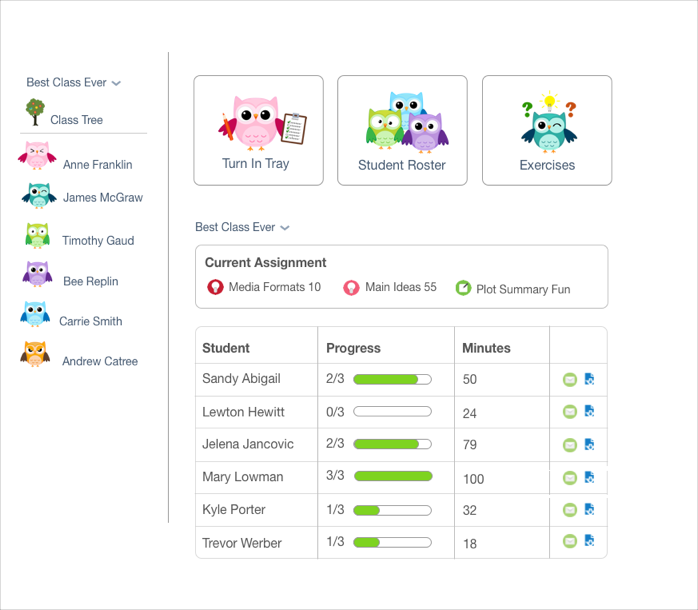 Best Class Ever
Class Tree
Anne Franklin
James McGraw
Timothy Gaud
Bee Replin
Carrie Smith
Andrew Catree
Turn In Tray
Student Roster
? ?
Exercises
Best Class Ever
Current Assignment
Media Formats 10 Main Ideas 55 Plot Summary Fun
Student Progress Minutes
Sandy Abigail 2/3 50
Lewton Hewitt 0/3 24
Jelena Jancovic 2/3 79
Mary Lowman 3/3 100
Kyle Porter 1/3 32
Trevor Werber 1/3 18